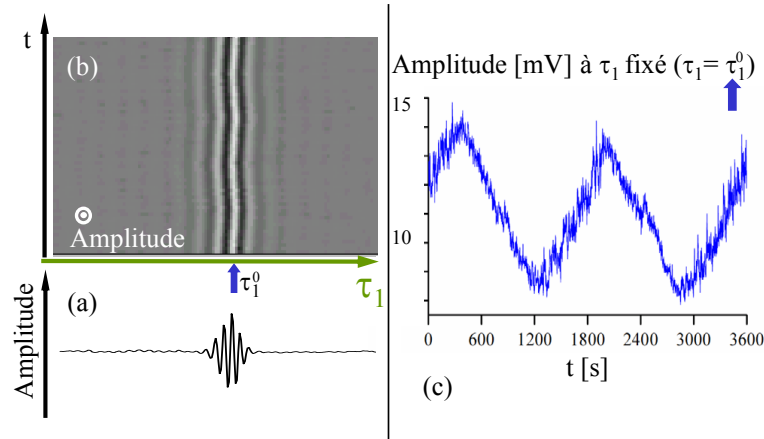 t
(b)
Amplitude
τ₁
τ₁⁰
(a)
Amplitude
Amplitude [mV] à τ₁ fixé (τ₁= τ₁⁰)
15
10
0 600 1200 1800 2400 3000 3600
t [s]
(c)